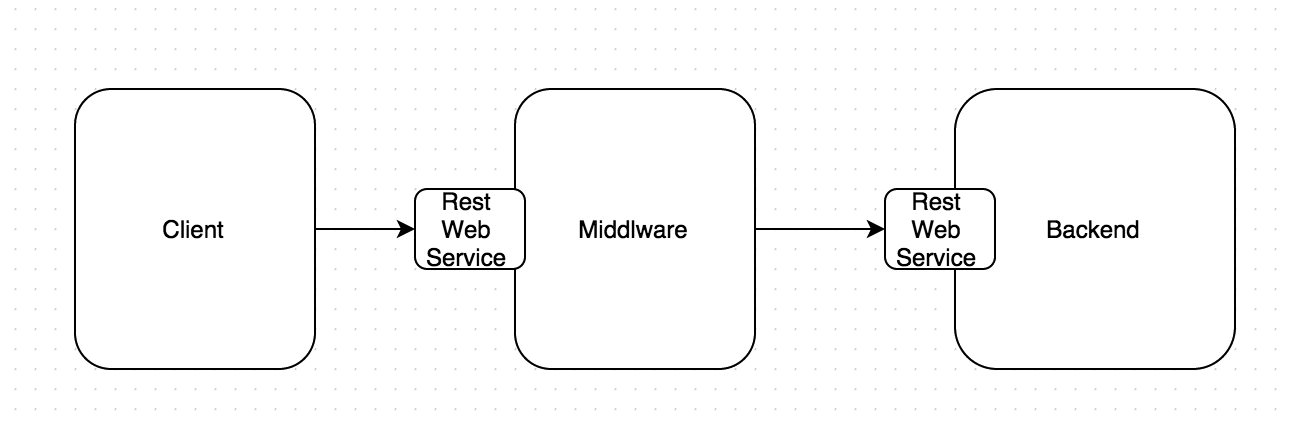 Client
Rest
Web
Service
Middlware
Rest
Web
Service
Backend